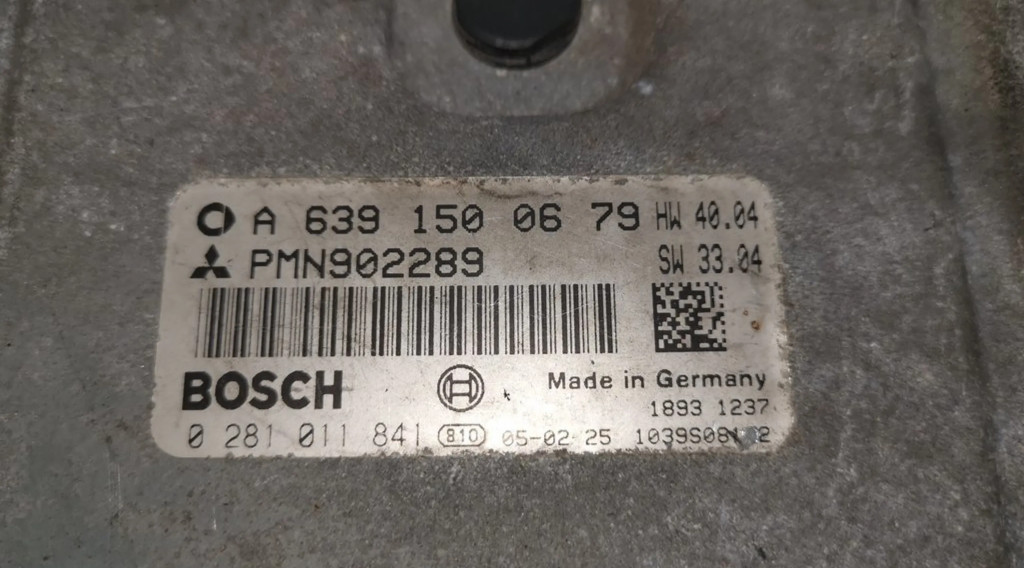 A 639 150 06 79 HW 40.04
PMN902289 SW 33.04
BOSCH Made in Germany
1893 1237
0 281 011 841 810 05-02-25